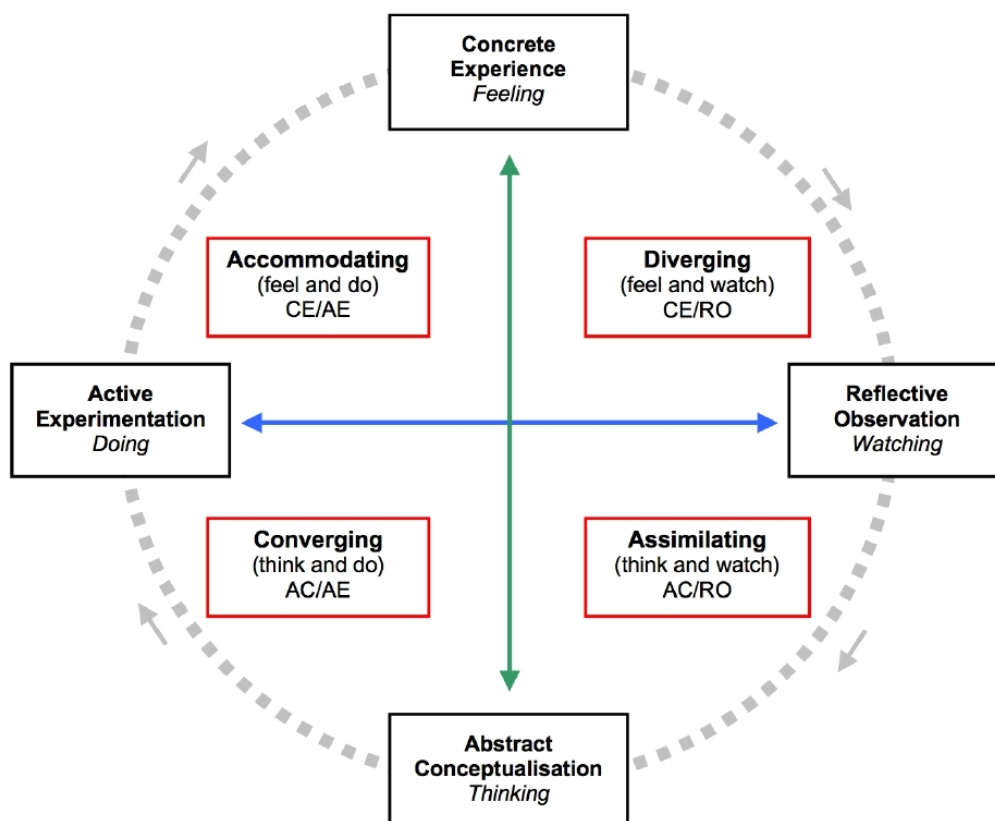 Concrete
Experience
Feeling
Accommodating
(feel and do)
CE/AE
Diverging
(feel and watch)
CE/RO
Active
Experimentation
Doing
Reflective
Observation
Watching
Converging
(think and do)
AC/AE
Assimilating
(think and watch)
AC/RO
Abstract
Conceptualisation
Thinking